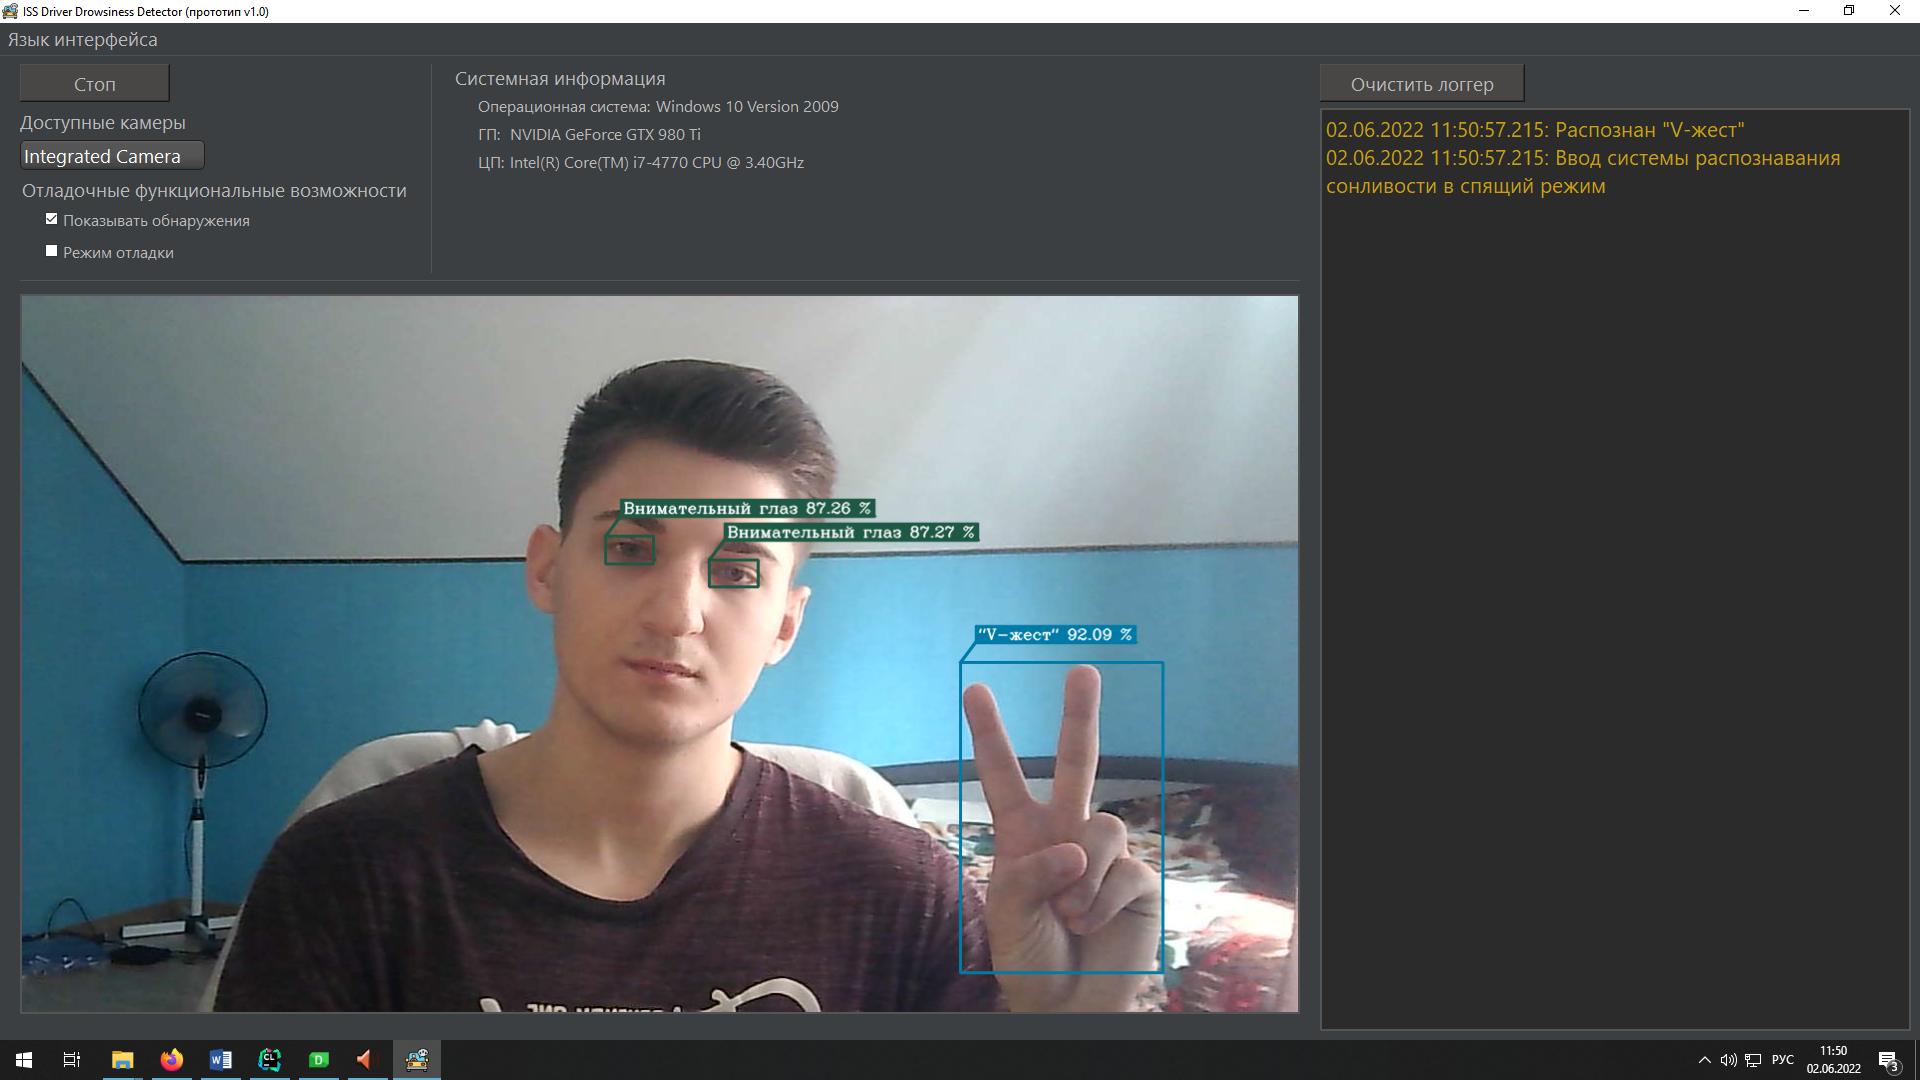 ISS Driver Drowsiness Detector (прототип v1.0)
Язык интерфейса
Стоп
Доступные камеры
Integrated Camera
Отладочные функциональные возможности
Показывать обнаружения
Режим отладки
Системная информация
Операционная система: Windows 10 Version 2009
ГП: NVIDIA GeForce GTX 980 Ti
ЦП: Intel(R) Core(TM) i7-4770 CPU @ 3.40GHz
Очистить логгер
02.06.2022 11:50:57.215: Распознан "V-жест"
02.06.2022 11:50:57.215: Ввод системы распознавания
сонливости в спящий режим
Внимательный глаз 87.26 %
Внимательный глаз 87.27 %
"V-жест" 92.09 %
CL
D
W
РУС
11:50
02.06.2022
3